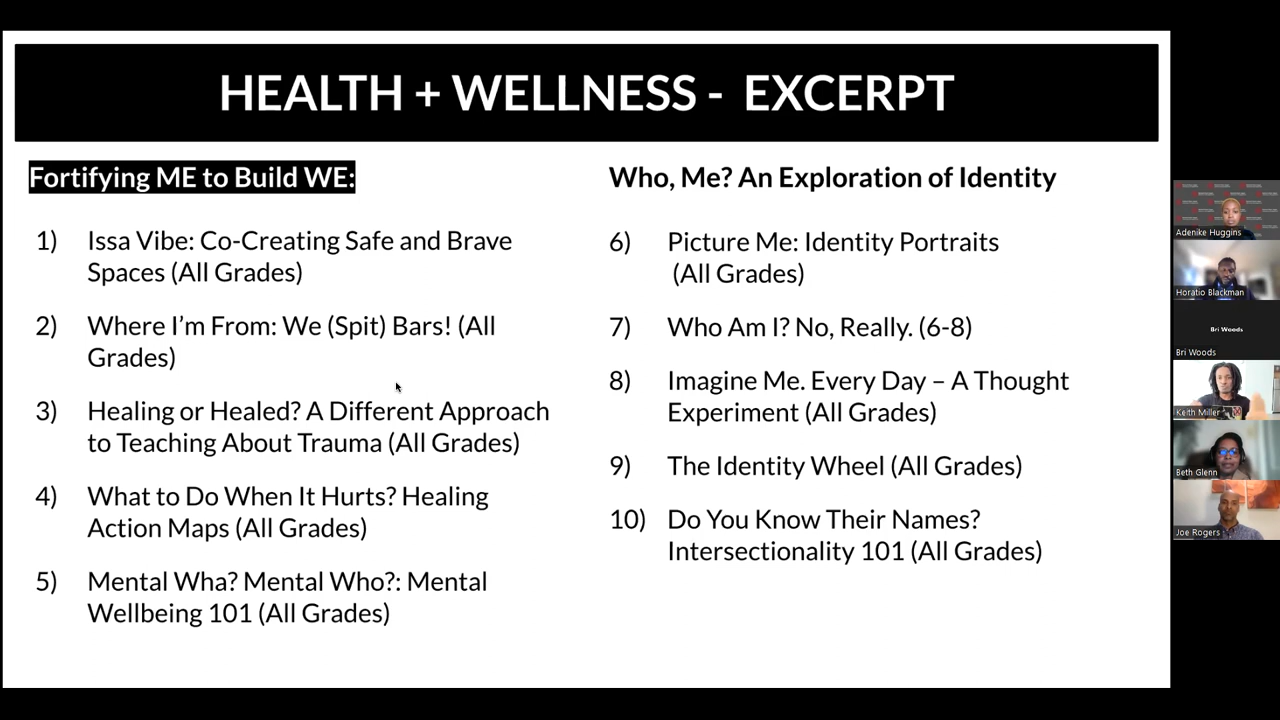 HEALTH + WELLNESS - EXCERPT
Fortifying ME to Build WE:
1) Issa Vibe: Co-Creating Safe and Brave
Spaces (All Grades)
2) Where I’m From: We (Spit) Bars! (All
Grades)
3) Healing or Healed? A Different Approach
to Teaching About Trauma (All Grades)
4) What to Do When It Hurts? Healing
Action Maps (All Grades)
5) Mental Wha? Mental Who?: Mental
Wellbeing 101 (All Grades)
Who, Me? An Exploration of Identity
6) Picture Me: Identity Portraits
(All Grades)
7) Who Am I? No, Really. (6-8)
8) Imagine Me. Every Day – A Thought
Experiment (All Grades)
9) The Identity Wheel (All Grades)
10) Do You Know Their Names?
Intersectionality 101 (All Grades)
Adenike Huggins
Horatio Blackman
Bri Woods
Bri Woods
Keith Miller
Beth Glenn
Joe Rogers